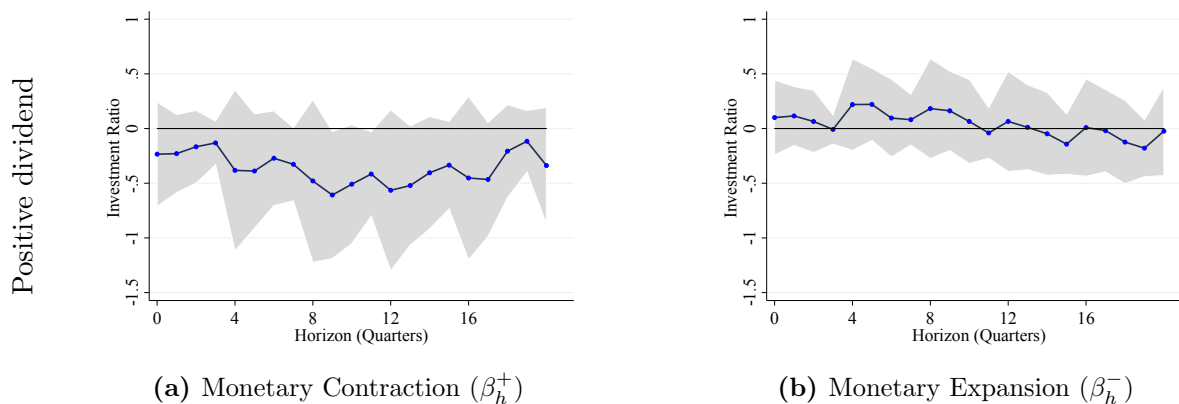 Positive dividend
Investment Ratio
1
.5
0
-.5
-1
-1.5
0 4 8 12 16
Horizon (Quarters)
(a) Monetary Contraction (β_h^+)
Investment Ratio
1
.5
0
-.5
-1
-1.5
0 4 8 12 16
Horizon (Quarters)
(b) Monetary Expansion (β_h^-)